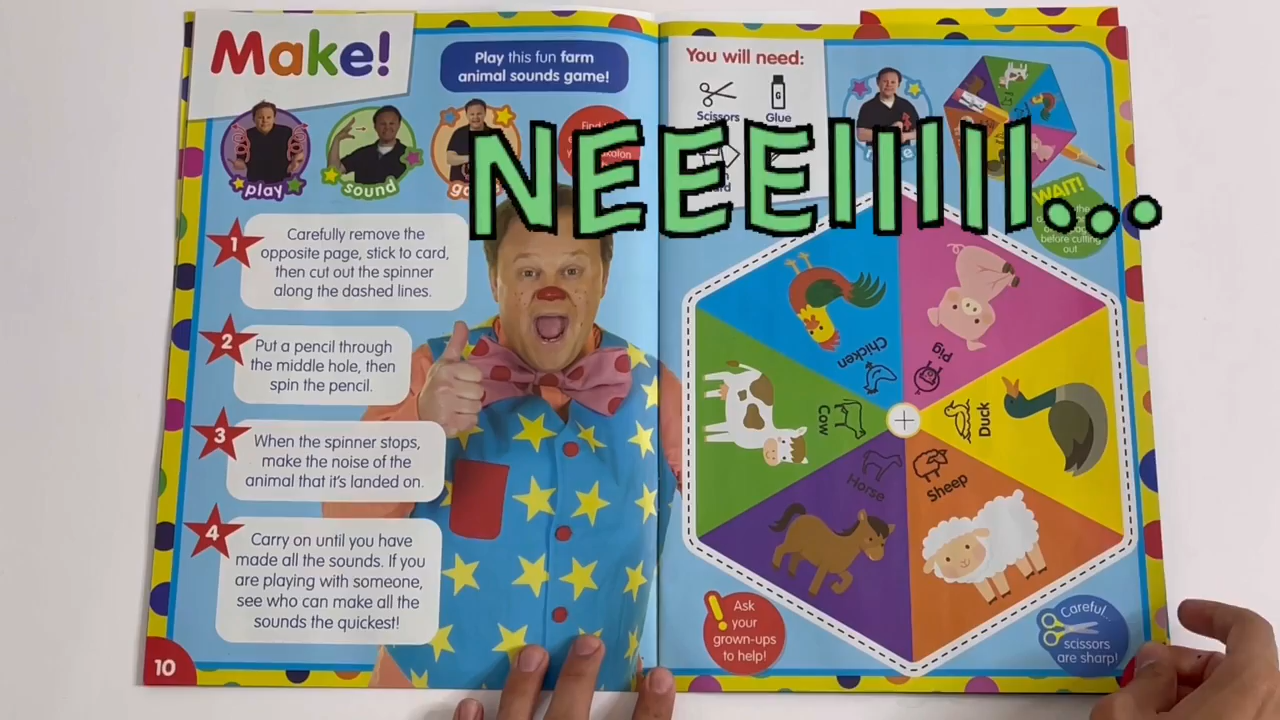 Make!
Play this fun farm
animal sounds game!
play
sound
NEEEIIIII...
1
Carefully remove the
opposite page, stick to card,
then cut out the spinner
along the dashed lines.
2
Put a pencil through
the middle hole, then
spin the pencil.
3
When the spinner stops,
make the noise of the
animal that it's landed on.
4
Carry on until you have
made all the sounds. If you
are playing with someone,
see who can make all the
sounds the quickest!
10
You will need:
Scissors
Glue
WAIT!
before cutting
out
Chicken
Pig
Duck
Sheep
Horse
Cow
Ask
your
grown-ups
to help!
Careful...
scissors
are sharp!